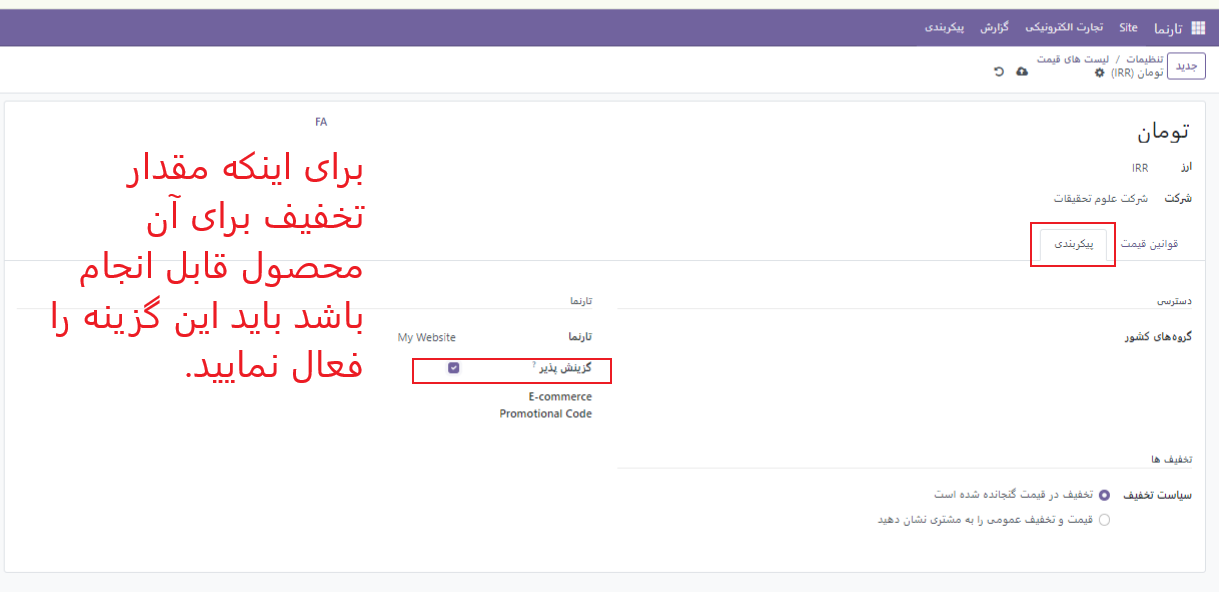 تارنما Site تجارت الکترونیکی گزارش پیکربندی
جدید
تنظیمات / لیست های قیمت
تومان (IRR)
FA
تومان
ارز IRR
شرکت شرکت علوم تحقیقات
قوانین قیمت پیکربندی
برای اینکه مقدار
تخفیف برای آن
محصول قابل انجام
باشد باید این گزینه را
فعال نمایید.
دسترسی
گروه‌های کشور
تارنما
تارنما My Website
گزینش پذیر ?
E-commerce
Promotional Code
تخفیف ها
سیاست تخفیف تخفیف در قیمت گنجانده شده است
قیمت و تخفیف عمومی را به مشتری نشان دهید